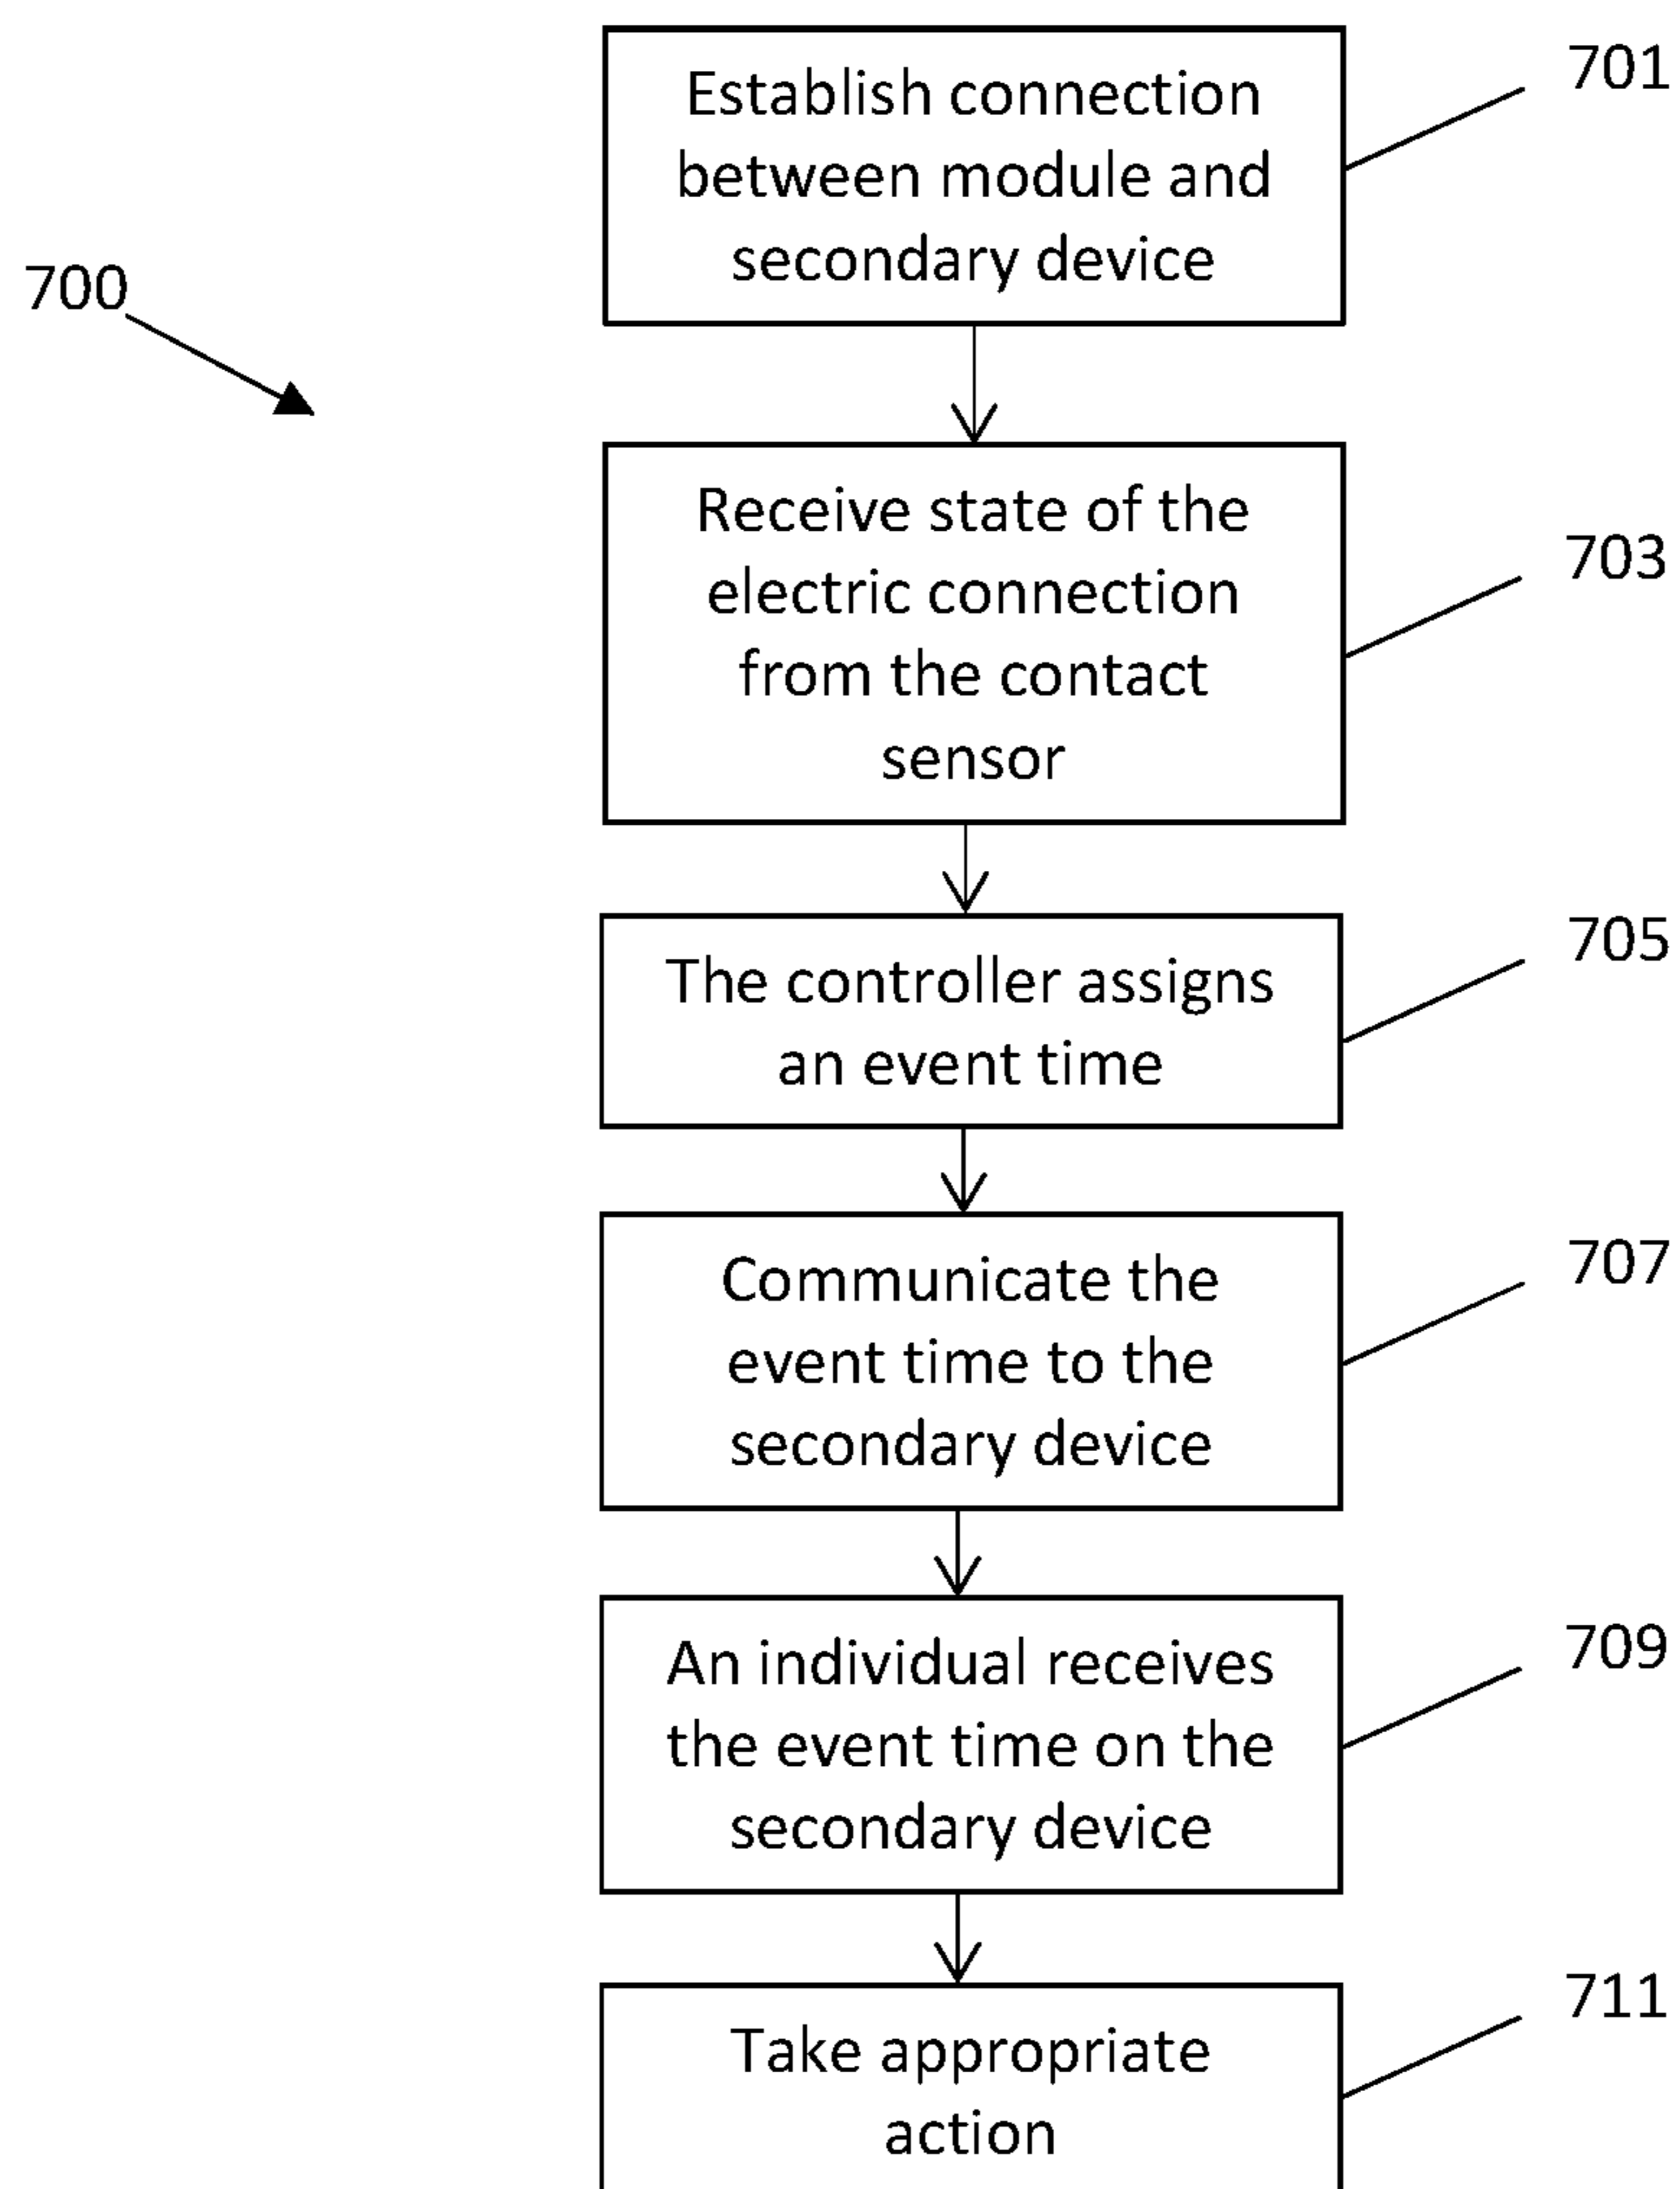 Establish connection
between module and
secondary device
701
700
Receive state of the
electric connection
from the contact
sensor
703
The controller assigns
an event time
705
Communicate the
event time to the
secondary device
707
An individual receives
the event time on the
secondary device
709
Take appropriate
action
711